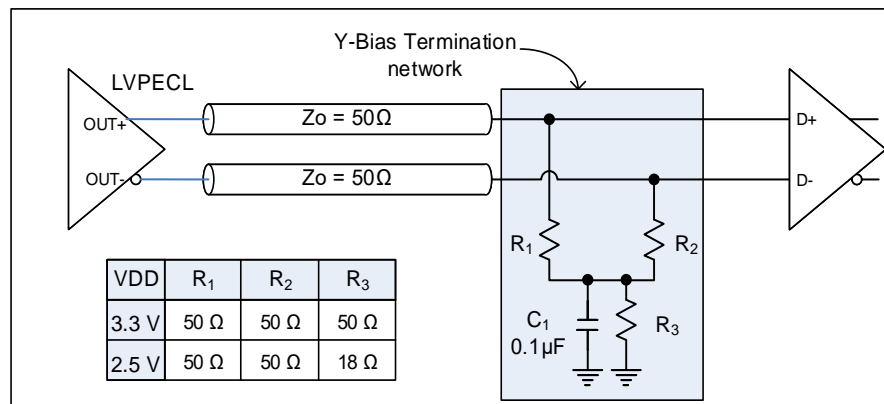 Y-Bias Termination
network
LVPECL
OUT+
Zo = 50Ω
D+
OUT-
Zo = 50Ω
D-
R1
R2
VDD R1 R2 R3
3.3 V 50 Ω 50 Ω 50 Ω
2.5 V 50 Ω 50 Ω 18 Ω
C1
0.1µF
R3